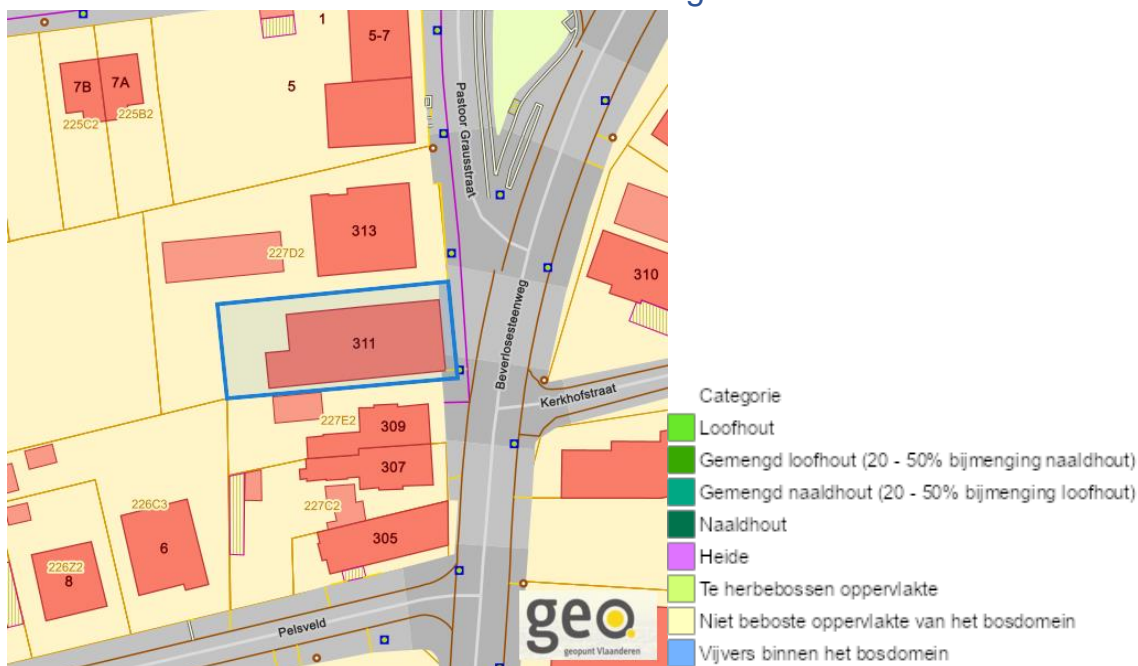 1
5-7
7B
7A
5
225C2
225B2
Pastoor Grausstraat
313
227D2
310
311
Beverlosesteenweg
Kerkhofstraat
227E2
309
307
226C3
227C2
305
6
226Z2
8
Pelsveld
geo.
geopunt Vlaanderen
Categorie
Loofhout
Gemengd loofhout (20 - 50% bijmenging naaldhout)
Gemengd naaldhout (20 - 50% bijmenging loofhout)
Naaldhout
Heide
Te herbebossen oppervlakte
Niet beboste oppervlakte van het bosdomein
Vijvers binnen het bosdomein